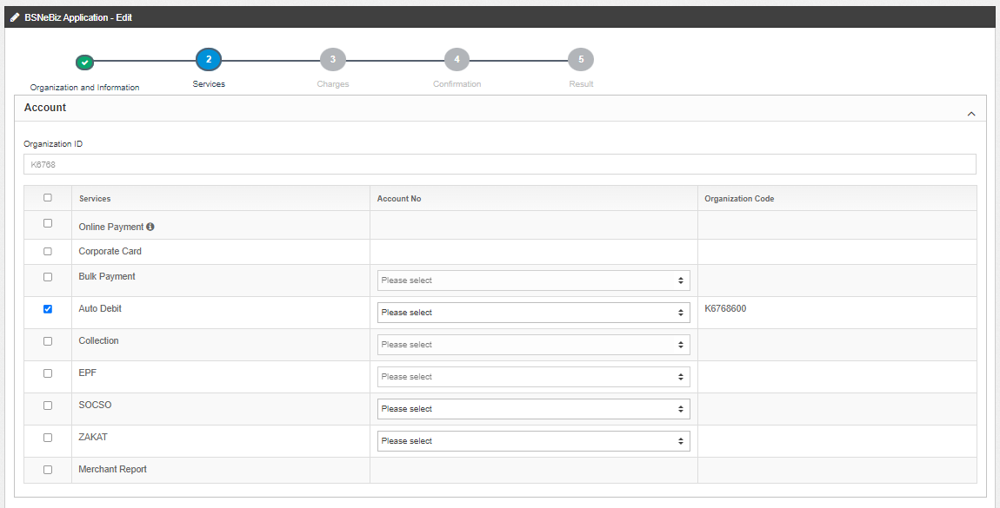 BSNeBiz Application - Edit
2 3 4 5
Organization and Information Services Charges Confirmation Result
Account
Organization ID
K6768
Services Account No Organization Code
Online Payment
Corporate Card
Bulk Payment Please select
Auto Debit Please select K6768600
Collection Please select
EPF Please select
SOCSO Please select
ZAKAT Please select
Merchant Report